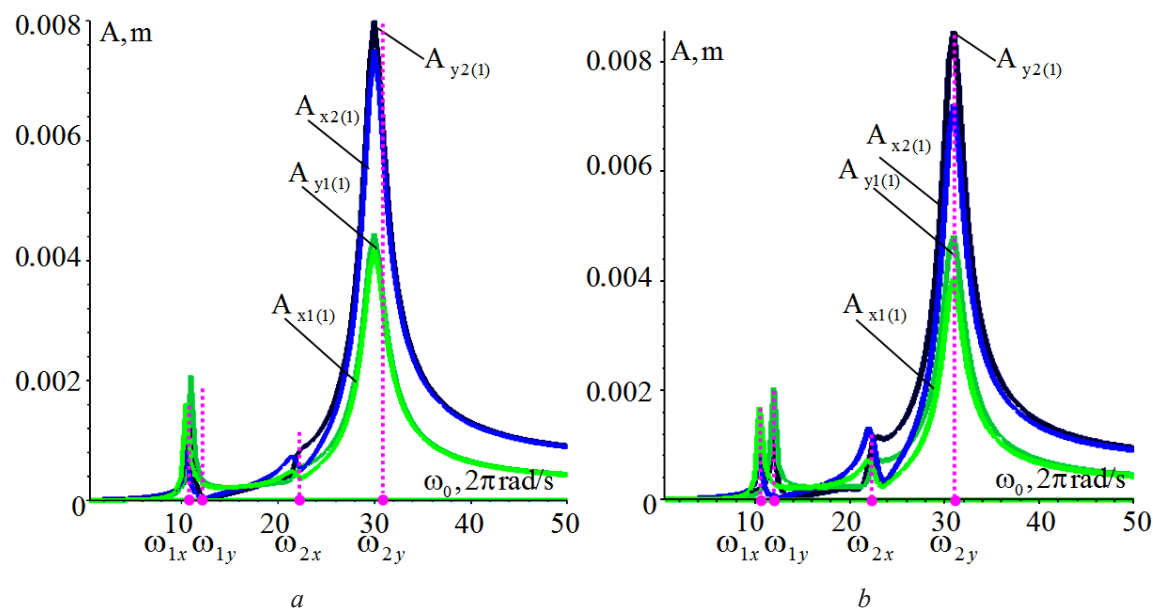 0.008
A, m
A y2(1)
0.006
A x2(1)
A y1(1)
0.004
A x1(1)
0.002
0
ω₀, 2π rad/s
10 20 30 40 50
ω1x ω1y ω2x ω2y
a
0.008
A, m
A y2(1)
0.006
A x2(1)
A y1(1)
0.004
A x1(1)
0.002
0
ω₀, 2π rad/s
10 20 30 40 50
ω1x ω1y ω2x ω2y
b